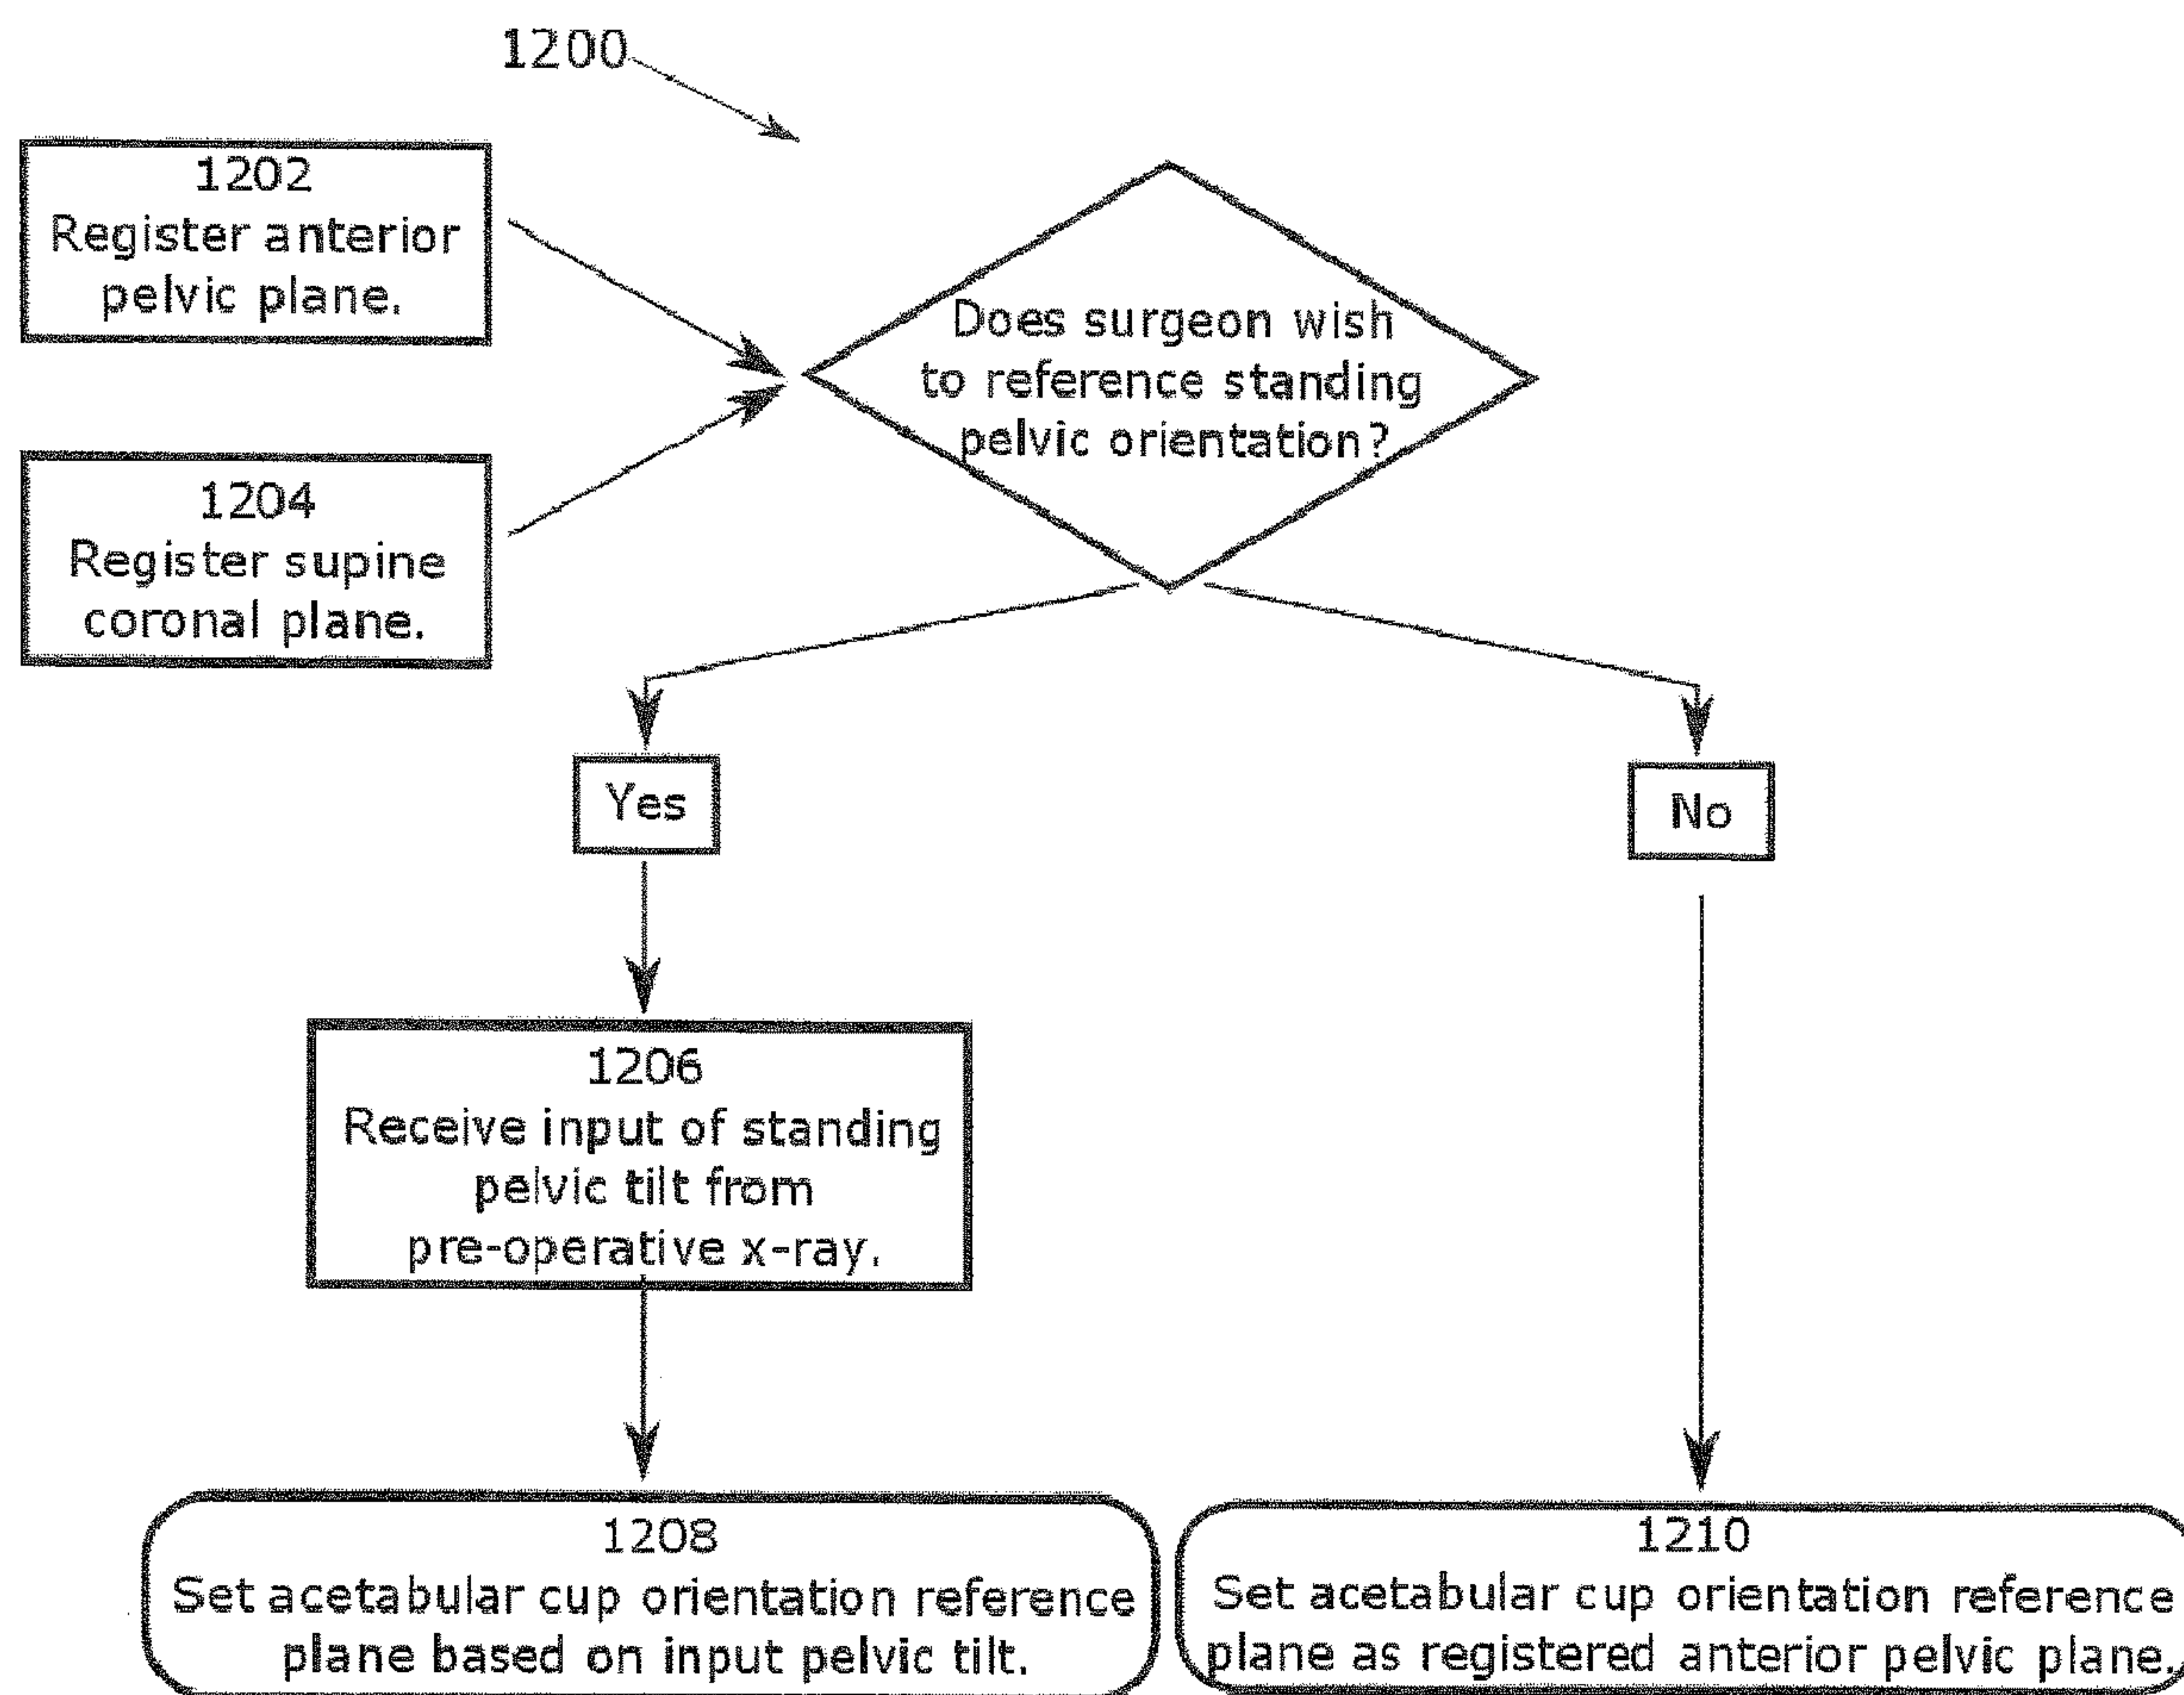 1200
1202
Register anterior
pelvic plane.
1204
Register supine
coronal plane.
Does surgeon wish
to reference standing
pelvic orientation?
Yes
No
1206
Receive input of standing
pelvic tilt from
pre-operative x-ray.
1208
Set acetabular cup orientation reference
plane based on input pelvic tilt.
1210
Set acetabular cup orientation reference
plane as registered anterior pelvic plane.